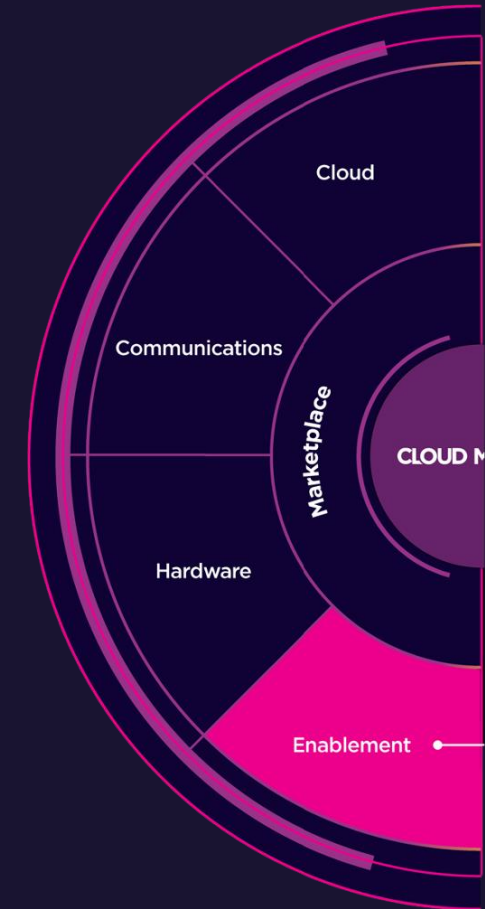 Cloud
Communications
Marketplace
CLOUD M
Hardware
Enablement